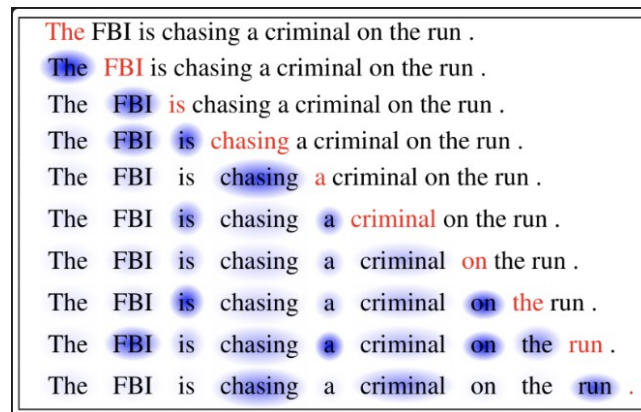 The FBI is chasing a criminal on the run .
The FBI is chasing a criminal on the run .
The FBI is chasing a criminal on the run .
The FBI is chasing a criminal on the run .
The FBI is chasing a criminal on the run .
The FBI is chasing a criminal on the run .
The FBI is chasing a criminal on the run .
The FBI is chasing a criminal on the run .
The FBI is chasing a criminal on the run .
The FBI is chasing a criminal on the run .